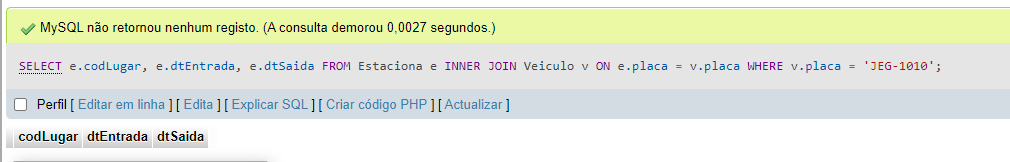 MySQL não retornou nenhum registo. (A consulta demorou 0,0027 segundos.)
SELECT e.codLugar, e.dtEntrada, e.dtSaida FROM Estaciona e INNER JOIN Veiculo v ON e.placa = v.placa WHERE v.placa = 'JEG-1010';
Perfil [ Editar em linha ] [ Edita ] [ Explicar SQL ] [ Criar código PHP ] [ Actualizar ]
codLugar dtEntrada dtSaida